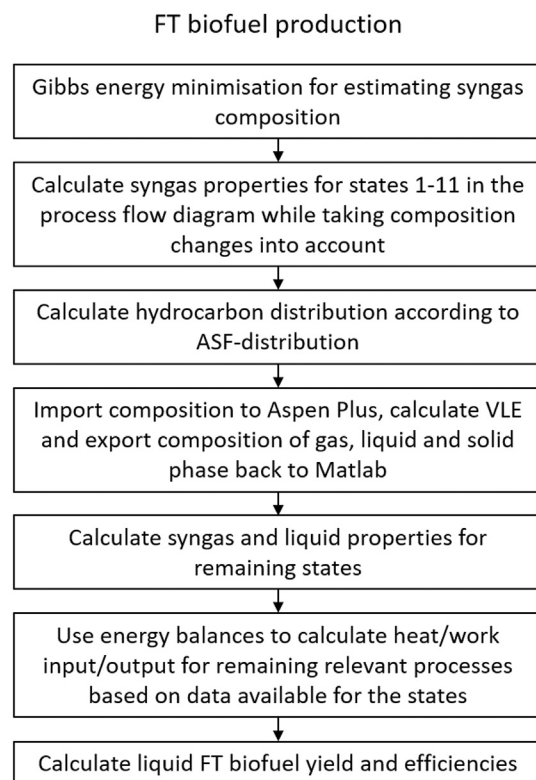 FT biofuel production
Gibbs energy minimisation for estimating syngas
composition
Calculate syngas properties for states 1-11 in the
process flow diagram while taking composition
changes into account
Calculate hydrocarbon distribution according to
ASF-distribution
Import composition to Aspen Plus, calculate VLE
and export composition of gas, liquid and solid
phase back to Matlab
Calculate syngas and liquid properties for
remaining states
Use energy balances to calculate heat/work
input/output for remaining relevant processes
based on data available for the states
Calculate liquid FT biofuel yield and efficiencies